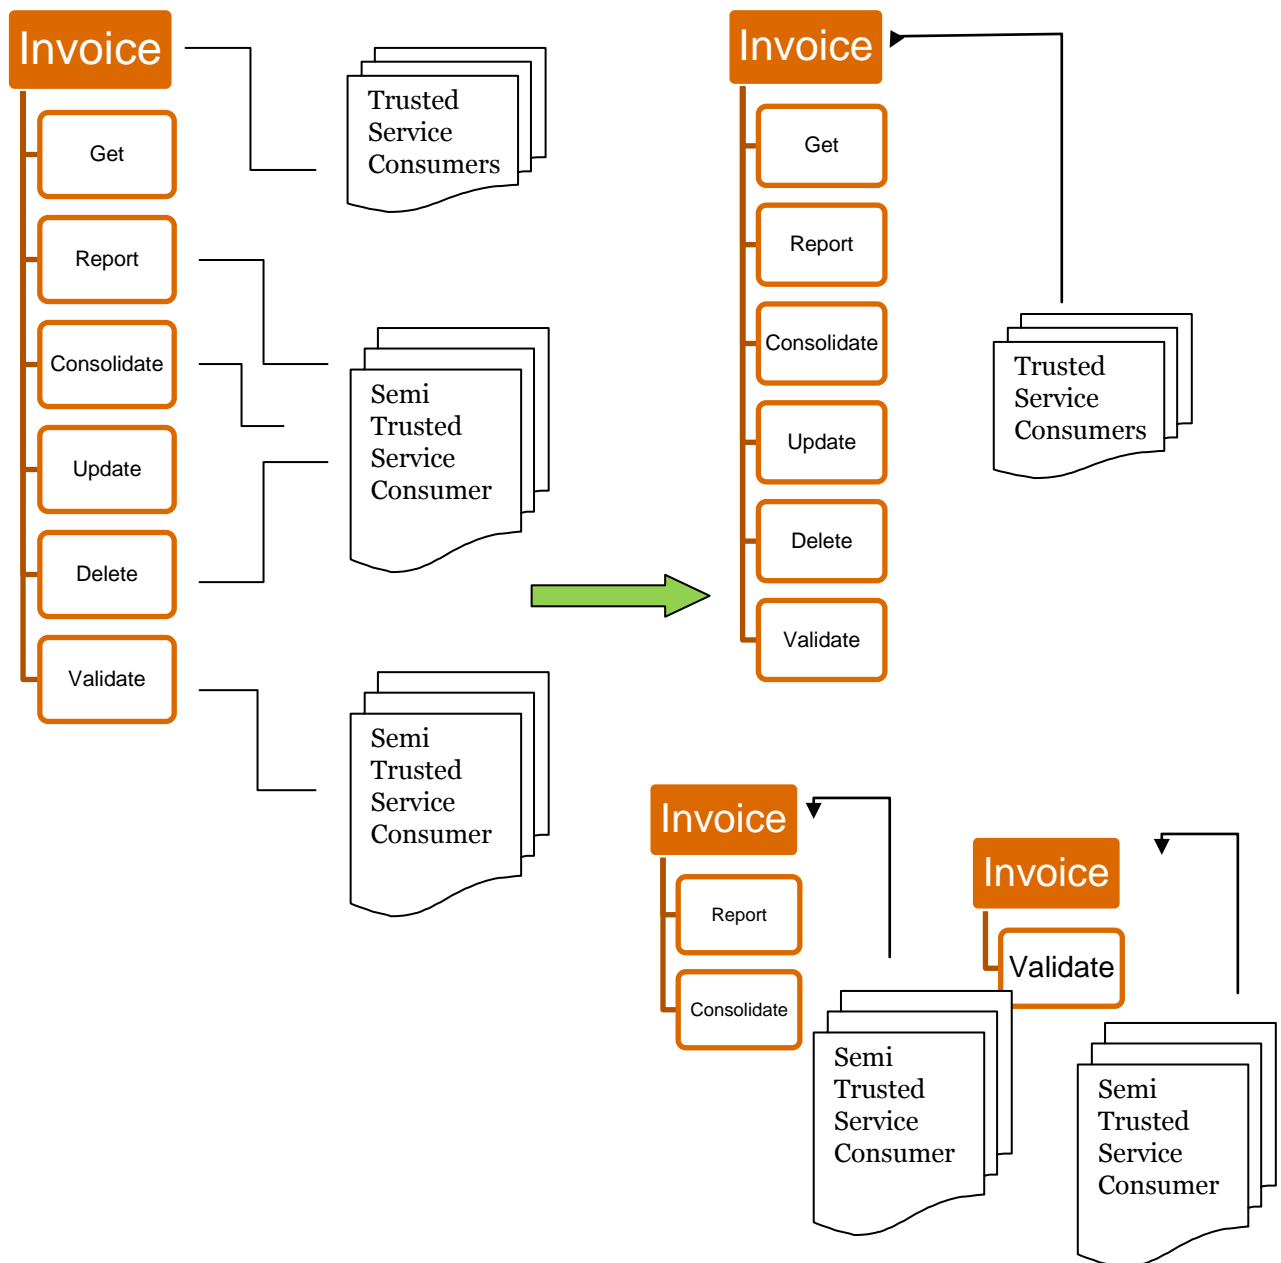 Invoice
Get
Report
Consolidate
Update
Delete
Validate
Trusted
Service
Consumers
Semi
Trusted
Service
Consumer
Semi
Trusted
Service
Consumer
Invoice
Get
Report
Consolidate
Update
Delete
Validate
Trusted
Service
Consumers
Invoice
Report
Consolidate
Semi
Trusted
Service
Consumer
Invoice
Validate
Semi
Trusted
Service
Consumer